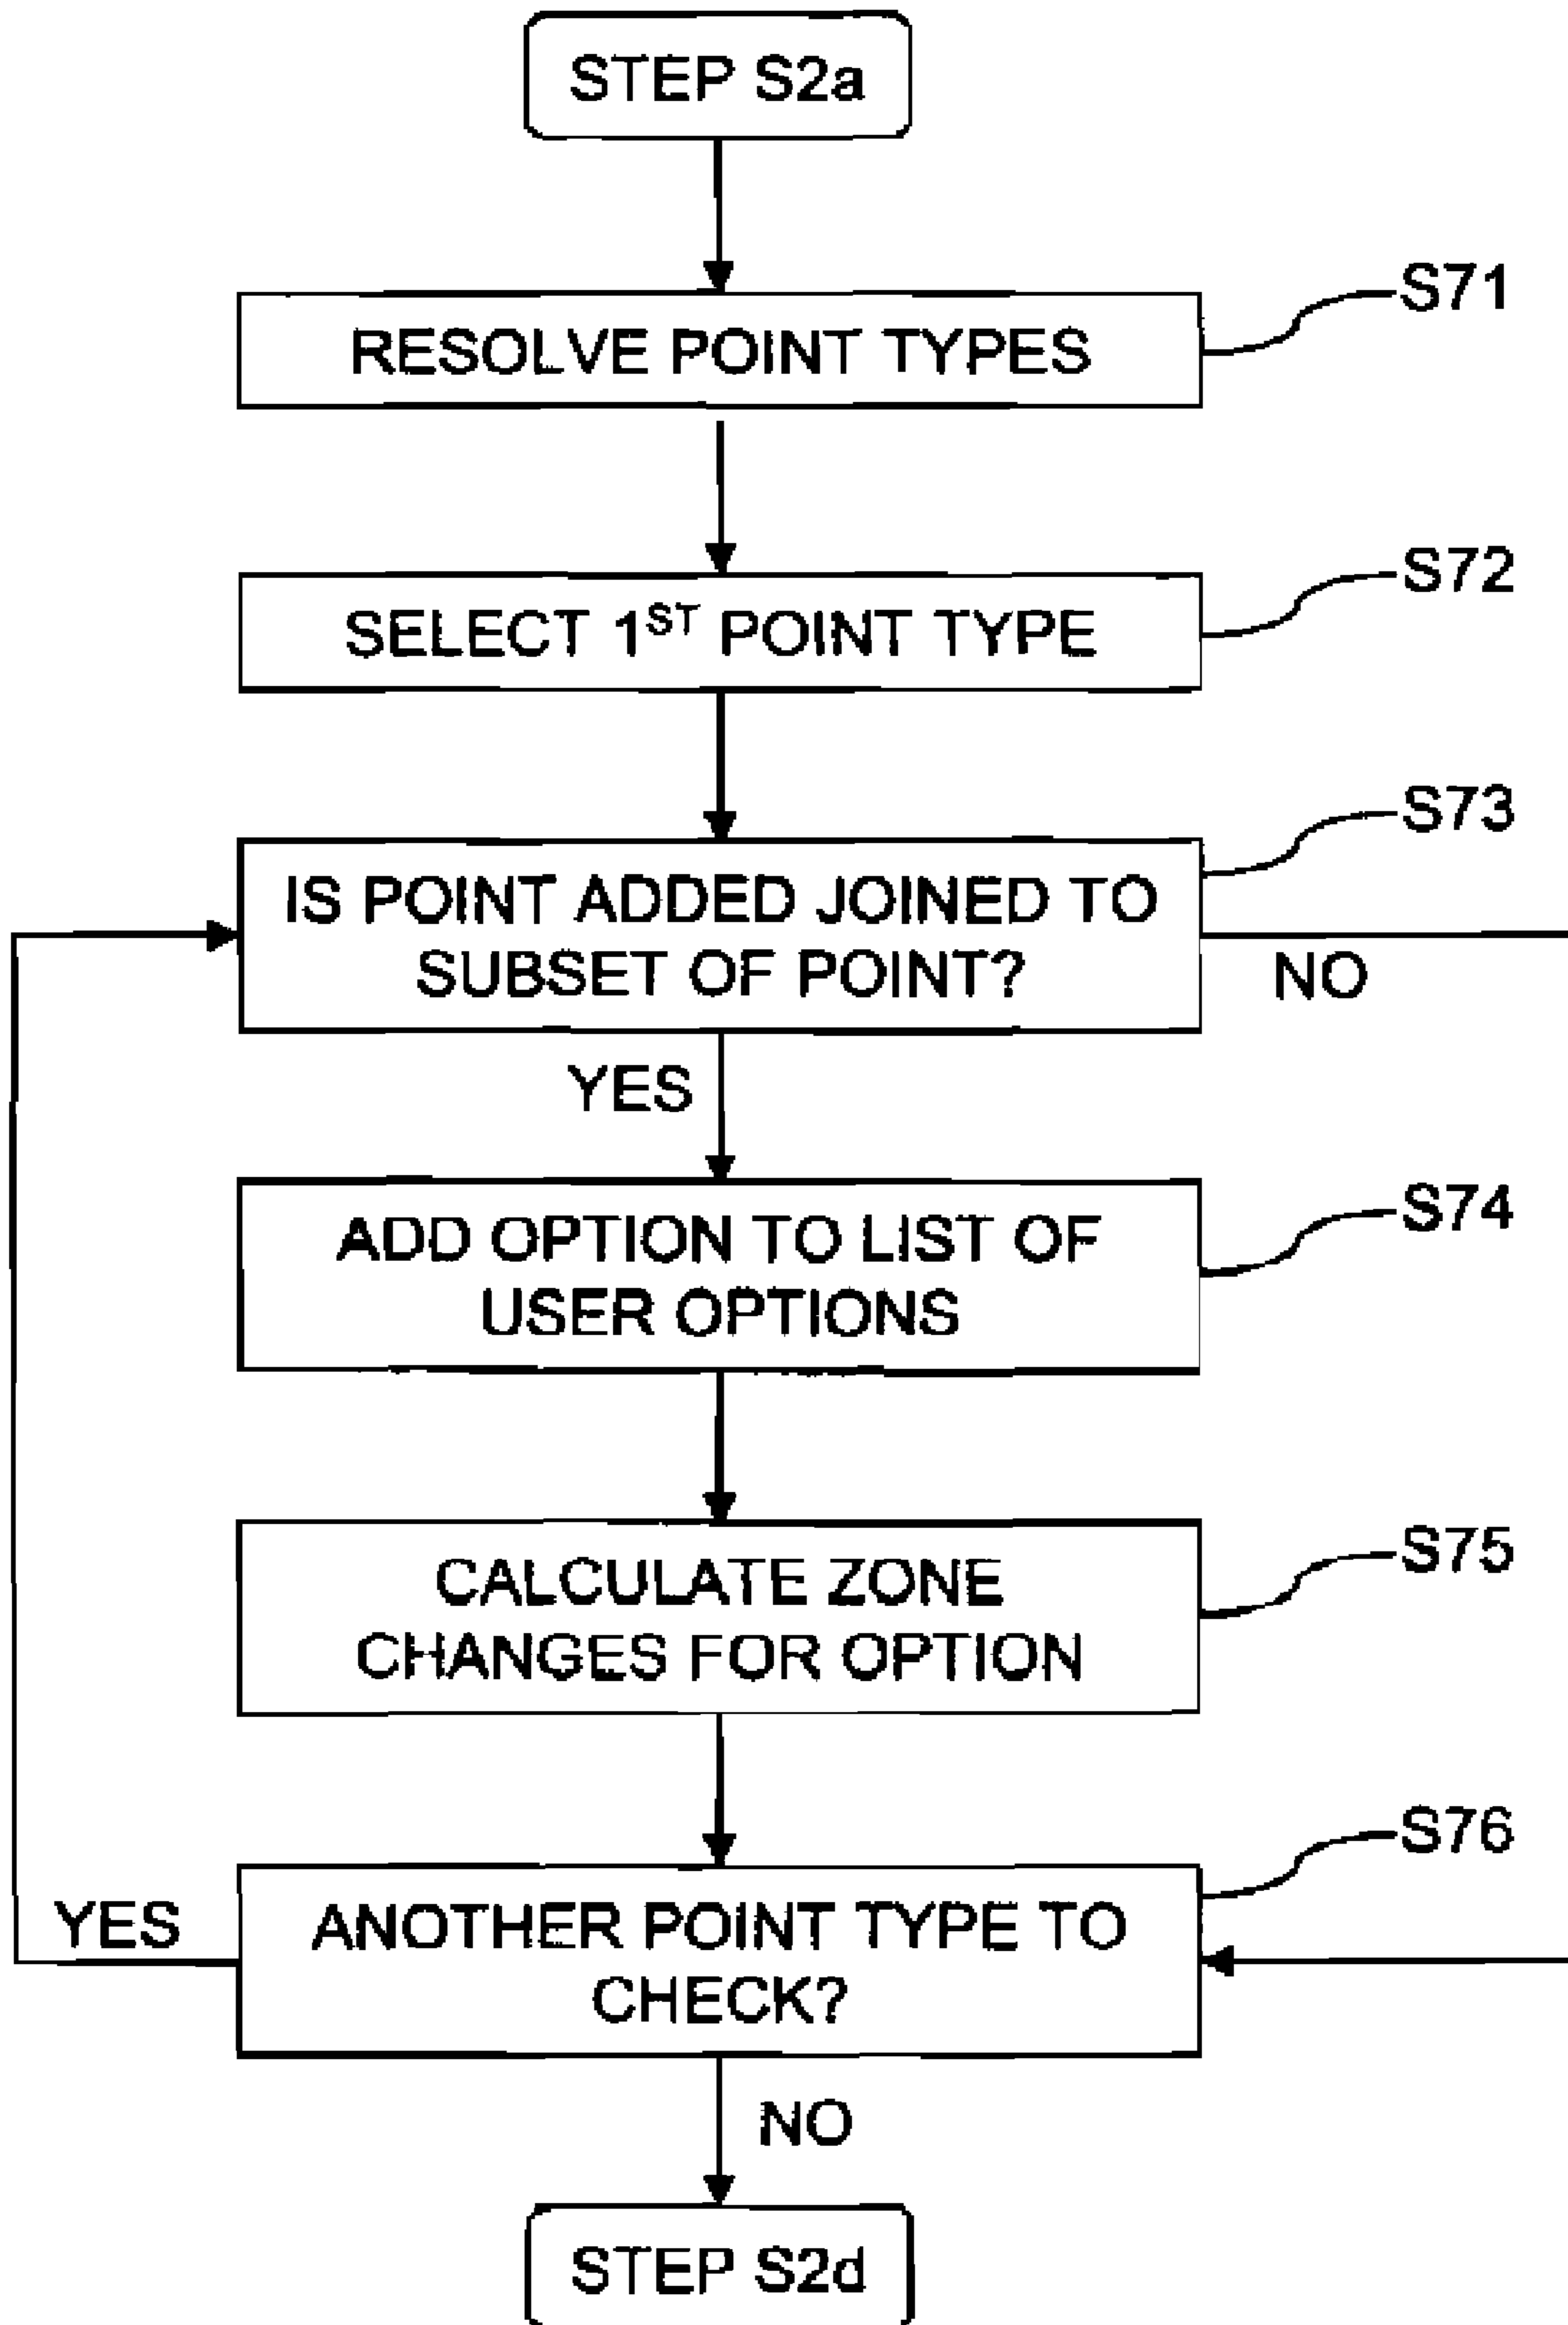 STEP S2a
S71
RESOLVE POINT TYPES
S72
SELECT 1ST POINT TYPE
S73
IS POINT ADDED JOINED TO
SUBSET OF POINT?
NO
YES
S74
ADD OPTION TO LIST OF
USER OPTIONS
S75
CALCULATE ZONE
CHANGES FOR OPTION
S76
YES
ANOTHER POINT TYPE TO
CHECK?
NO
STEP S2d